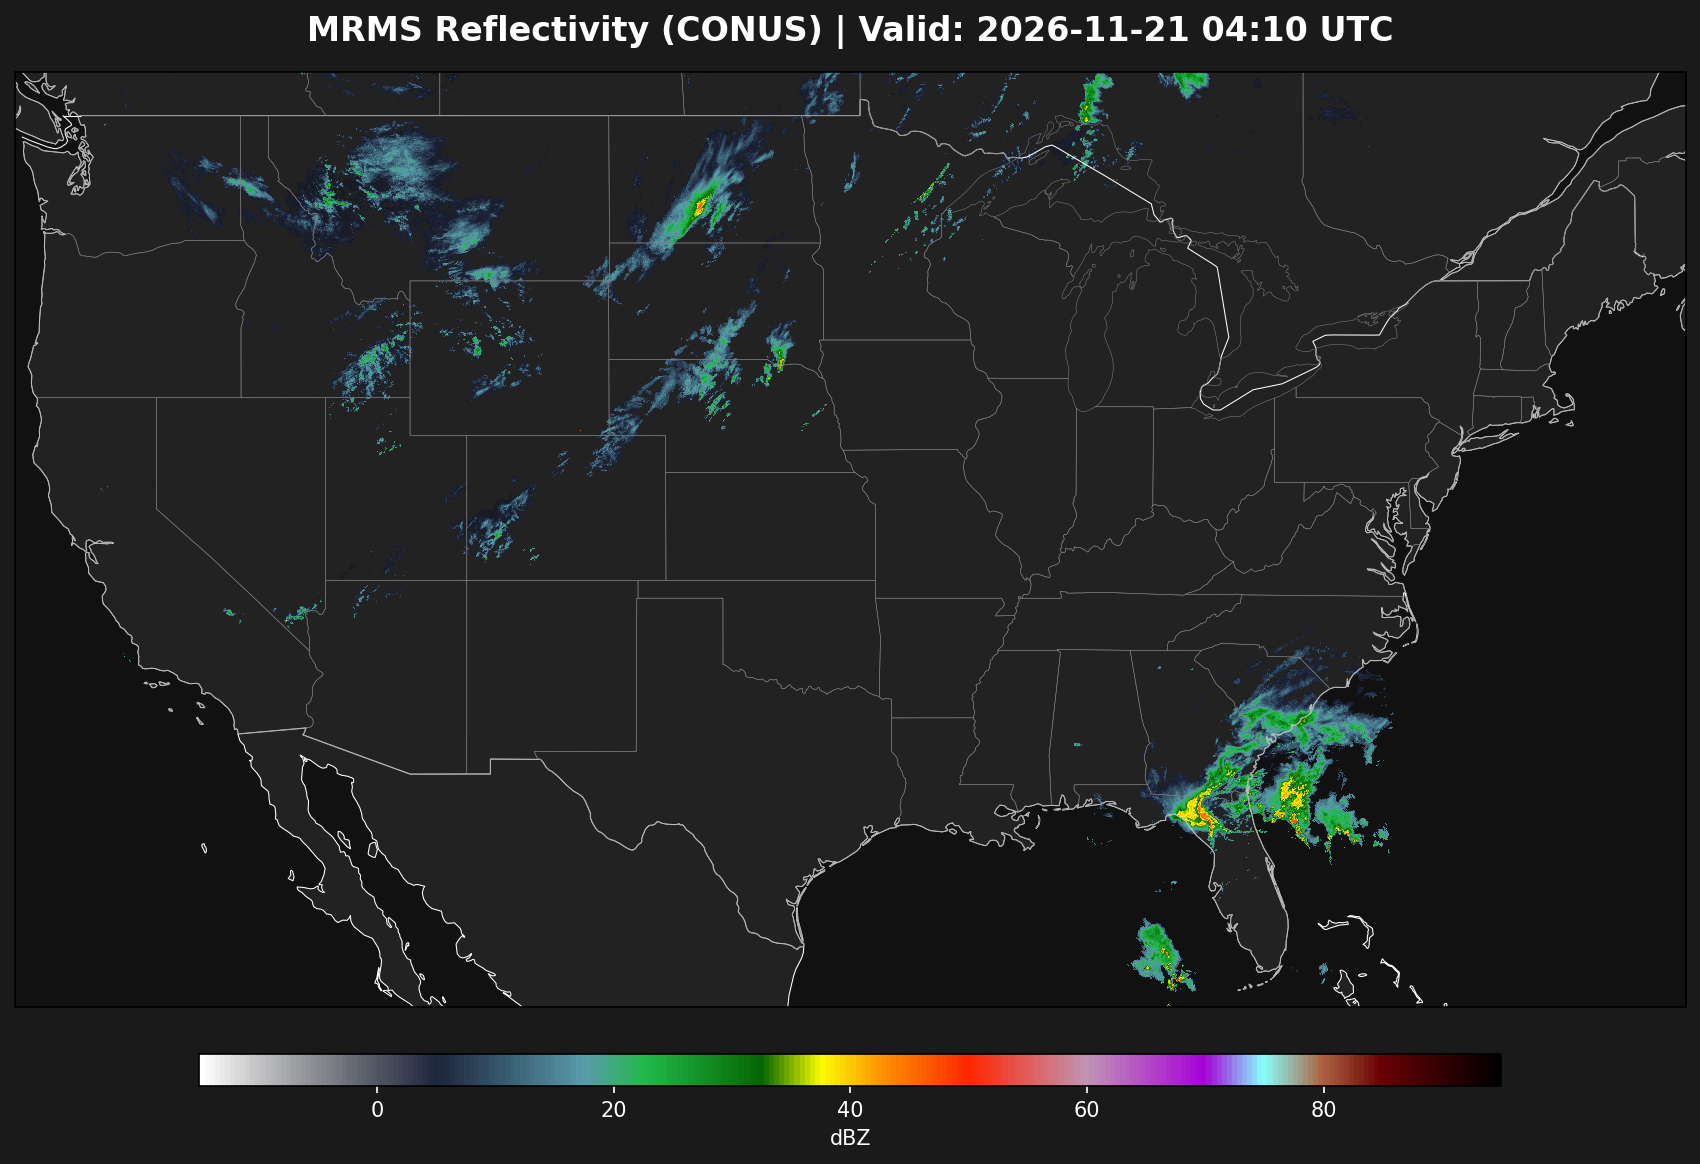 MRMS Reflectivity (CONUS) | Valid: 2026-11-21 04:10 UTC
0 20 40 60 80
dBZ